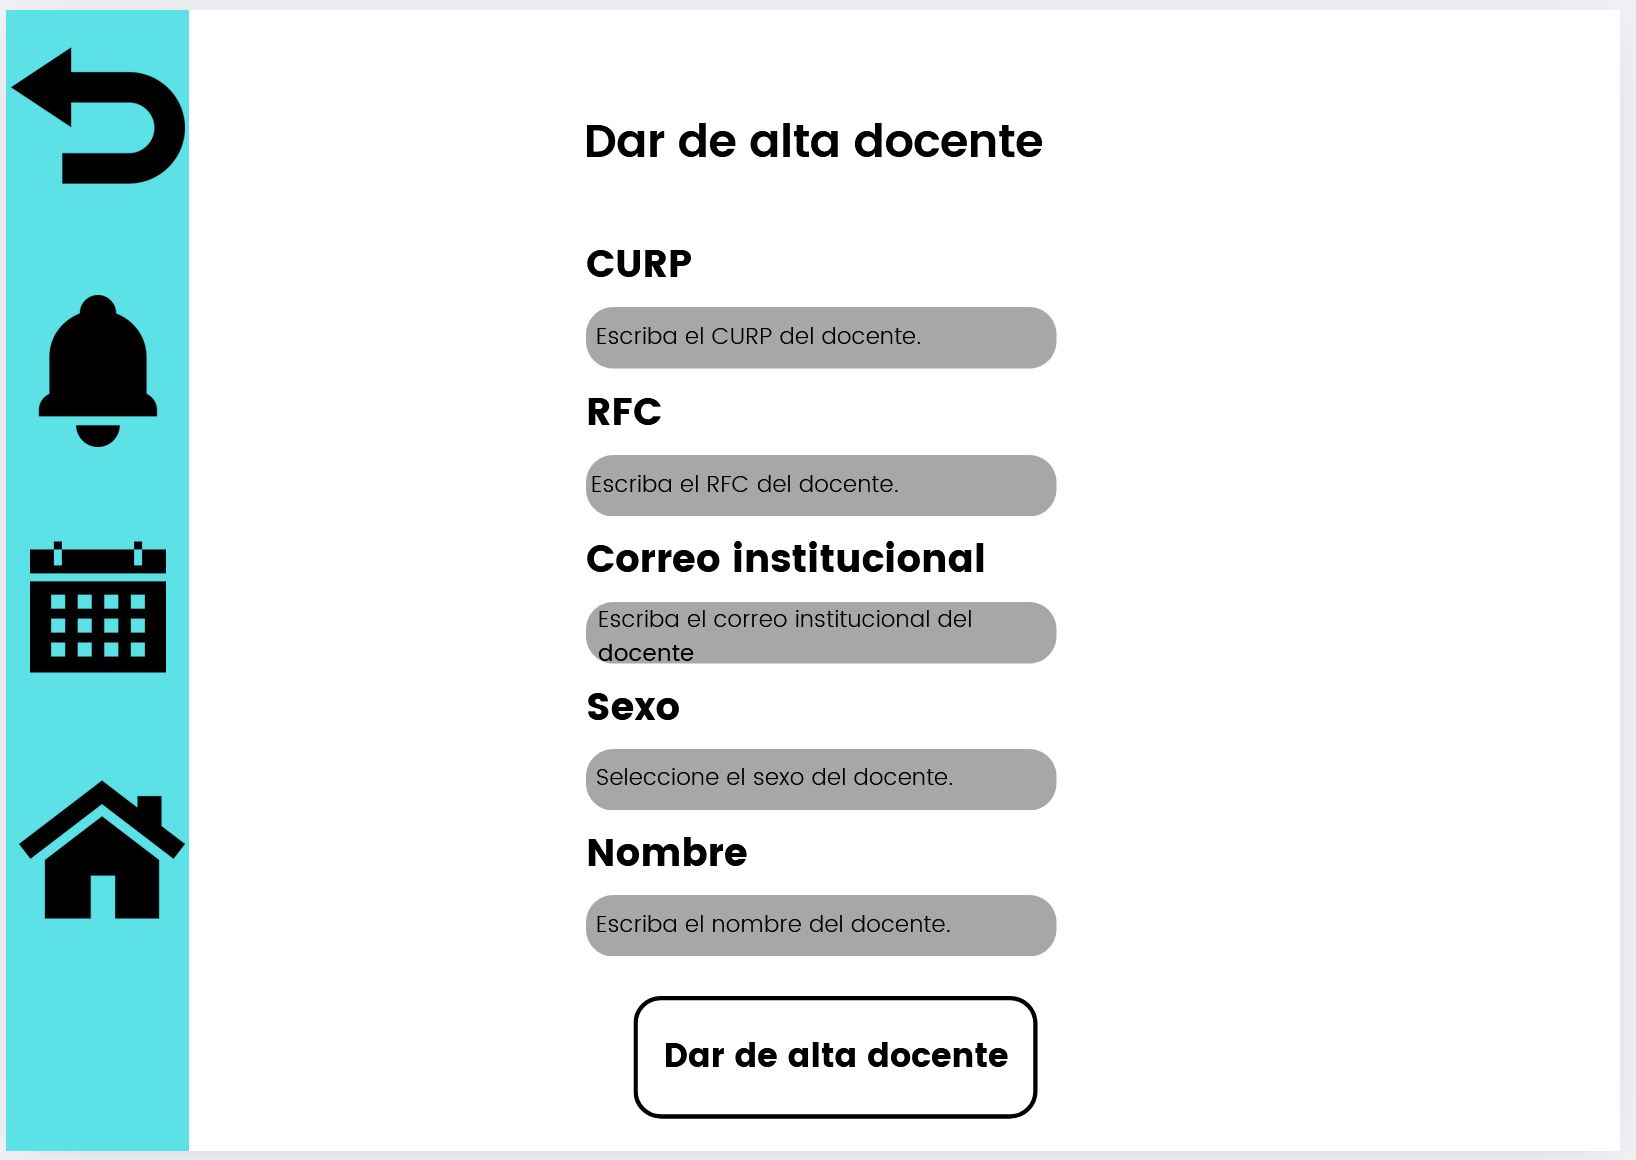 Dar de alta docente
CURP
Escriba el CURP del docente.
RFC
Escriba el RFC del docente.
Correo institucional
Escriba el correo institucional del
docente
Sexo
Seleccione el sexo del docente.
Nombre
Escriba el nombre del docente.
Dar de alta docente